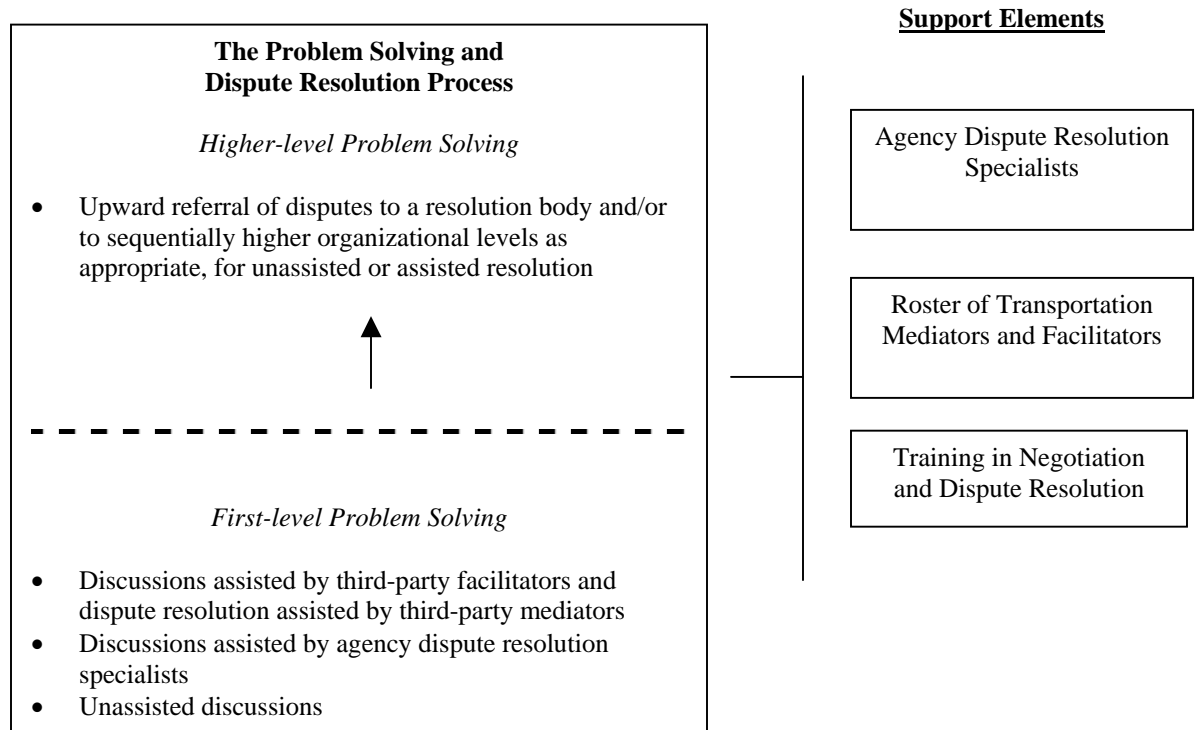 The Problem Solving and
Dispute Resolution Process
Higher-level Problem Solving
• Upward referral of disputes to a resolution body and/or
to sequentially higher organizational levels as
appropriate, for unassisted or assisted resolution
First-level Problem Solving
• Discussions assisted by third-party facilitators and
dispute resolution assisted by third-party mediators
• Discussions assisted by agency dispute resolution
specialists
• Unassisted discussions
Support Elements
Agency Dispute Resolution
Specialists
Roster of Transportation
Mediators and Facilitators
Training in Negotiation
and Dispute Resolution